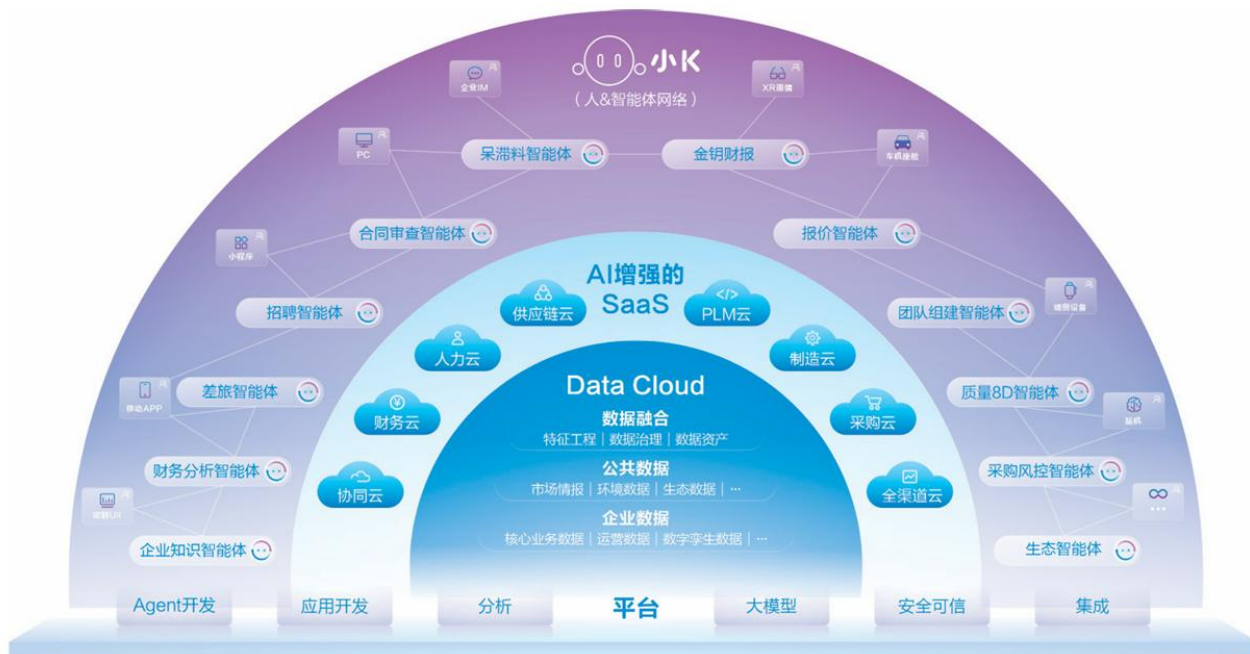 小K
（人&智能体网络）
企业IM
XR眼镜
PC
呆滞料智能体
金钥财报
车机座舱
小程序
合同审查智能体
报价智能体
AI增强的
SaaS
供应链云
PLM云
招聘智能体
团队组建智能体
人力云
制造云
移动APP
差旅智能体
质量8D智能体
Data Cloud
财务云
采购云
数据融合
特征工程｜数据治理｜数据资产
财务分析智能体
采购风控智能体
公共数据
市场情报｜环境数据｜生态数据｜···
协同云
全渠道云
•••
企业数据
核心业务数据｜运营数据｜数字孪生数据｜···
企业知识智能体
生态智能体
Agent开发
应用开发
分析
平台
大模型
安全可信
集成